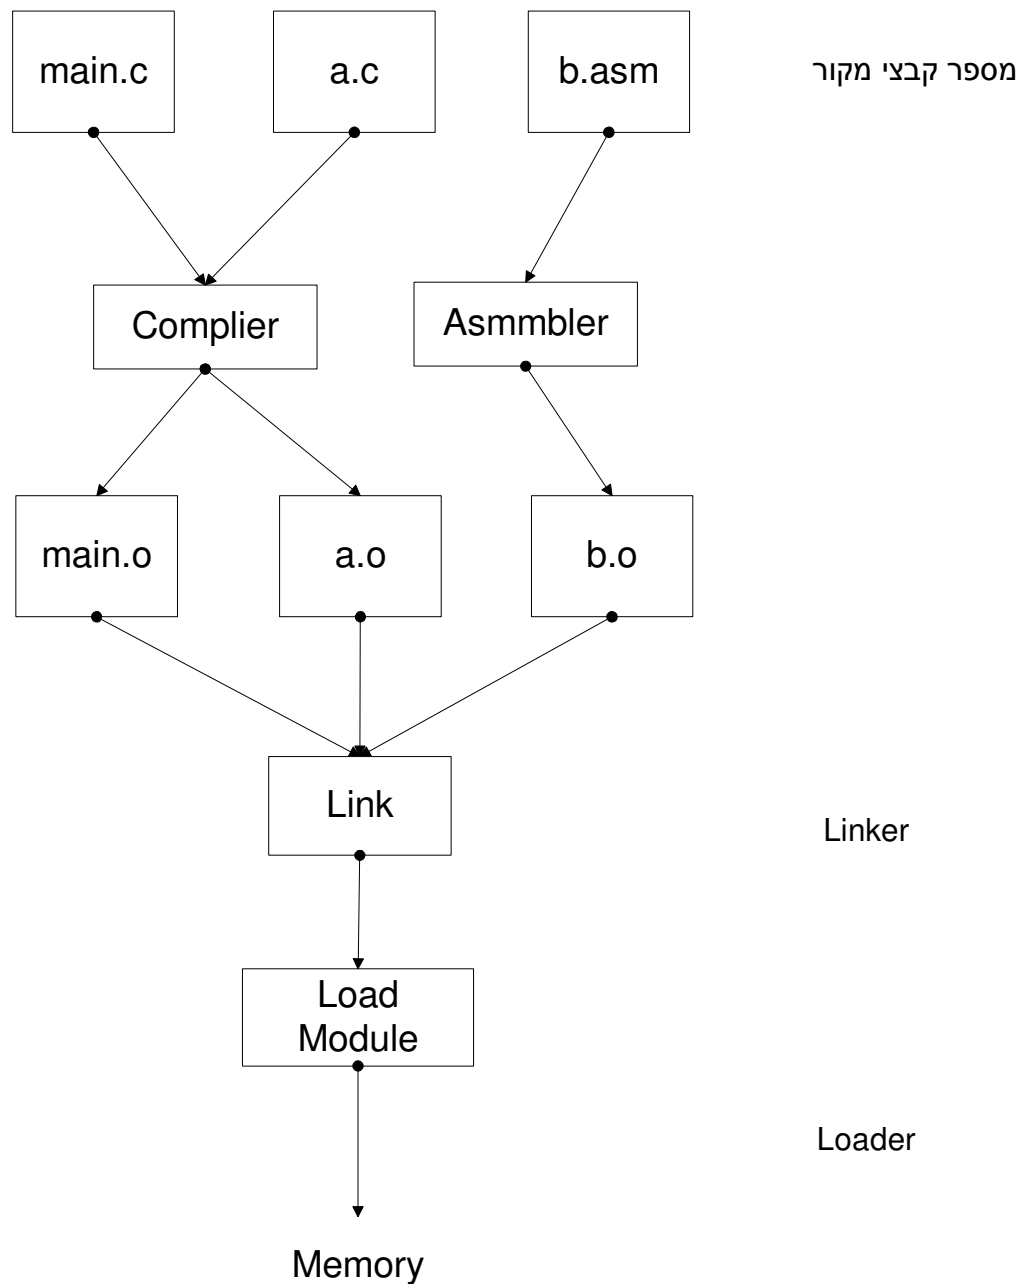 main.c
a.c
b.asm
מספר קבצי מקור
Complier
Asmmbler
main.o
a.o
b.o
Link
Linker
Load
Module
Loader
Memory